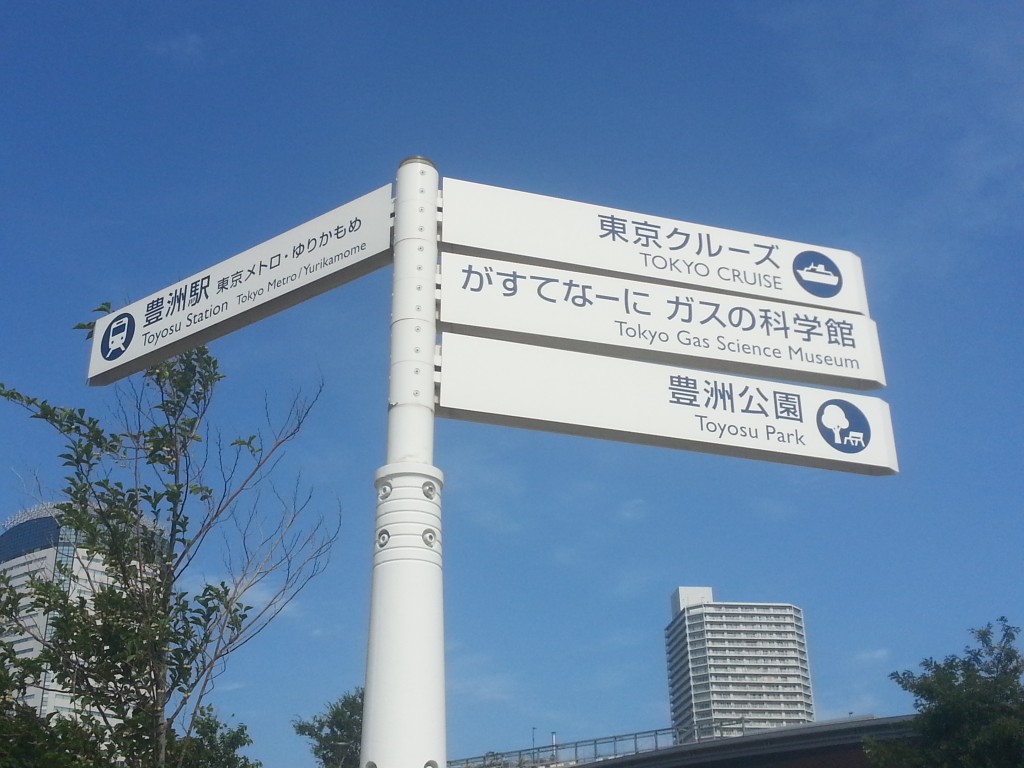 豊洲駅 東京メトロ・ゆりかもめ
Toyosu Station Tokyo Metro/Yurikamome
東京クルーズ
TOKYO CRUISE
がすてなーに ガスの科学館
Tokyo Gas Science Museum
豊洲公園
Toyosu Park